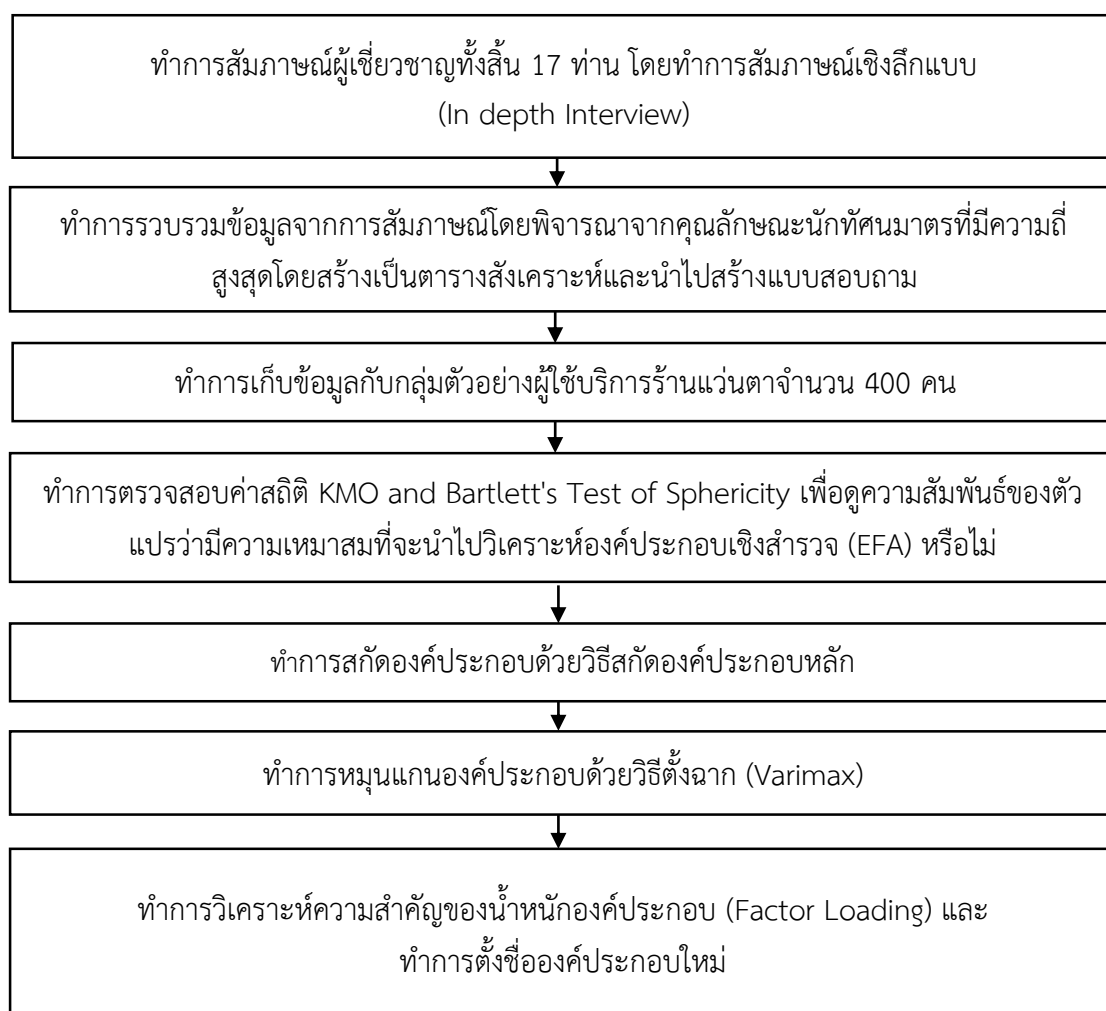 ทำการสัมภาษณ์ผู้เชี่ยวชาญทั้งสิ้น 17 ท่าน โดยทำการสัมภาษณ์เชิงลึกแบบ
(In depth Interview)
ทำการรวบรวมข้อมูลจากการสัมภาษณ์โดยพิจารณาจากคุณลักษณะนักทัศนมาตรที่มีความถี่
สูงสุดโดยสร้างเป็นตารางสังเคราะห์และนำไปสร้างแบบสอบถาม
ทำการเก็บข้อมูลกับกลุ่มตัวอย่างผู้ใช้บริการร้านแว่นตาจำนวน 400 คน
ทำการตรวจสอบค่าสถิติ KMO and Bartlett's Test of Sphericity เพื่อดูความสัมพันธ์ของตัว
แปรว่ามีความเหมาสมที่จะนำไปวิเคราะห์องค์ประกอบเชิงสำรวจ (EFA) หรือไม่
ทำการสกัดองค์ประกอบด้วยวิธีสกัดองค์ประกอบหลัก
ทำการหมุนแกนองค์ประกอบด้วยวิธีตั้งฉาก (Varimax)
ทำการวิเคราะห์ความสำคัญของน้ำหนักองค์ประกอบ (Factor Loading) และ
ทำการตั้งชื่อองค์ประกอบใหม่